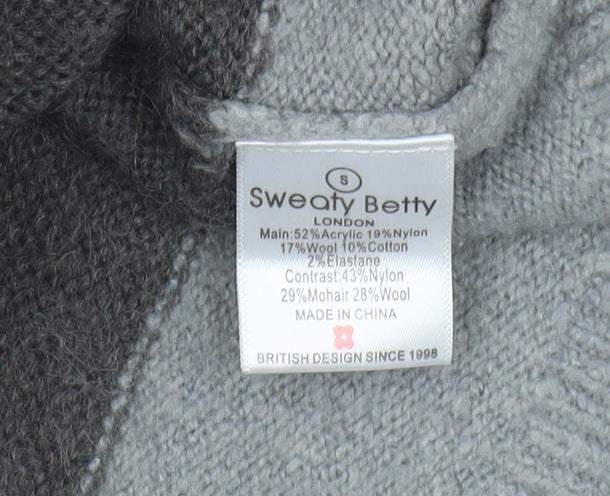 S
Sweaty Betty
LONDON
Main:52%Acrylic 19%Nylon
17%Wool 10%Cotton
2%Elastane
Contrast:43%Nylon
29%Mohair 28%Wool
MADE IN CHINA
BRITISH DESIGN SINCE 1998